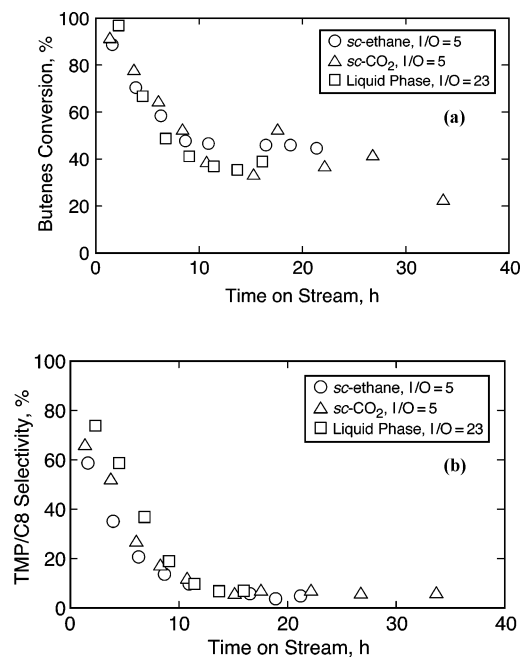 100
80
60
40
20
0
0 10 20 30 40
Butenes Conversion, %
Time on Stream, h
sc-ethane, I/O = 5
sc-CO₂, I/O = 5
Liquid Phase, I/O = 23
(a)
100
80
60
40
20
0
0 10 20 30 40
TMP/C8 Selectivity, %
Time on Stream, h
sc-ethane, I/O = 5
sc-CO₂, I/O = 5
Liquid Phase, I/O = 23
(b)